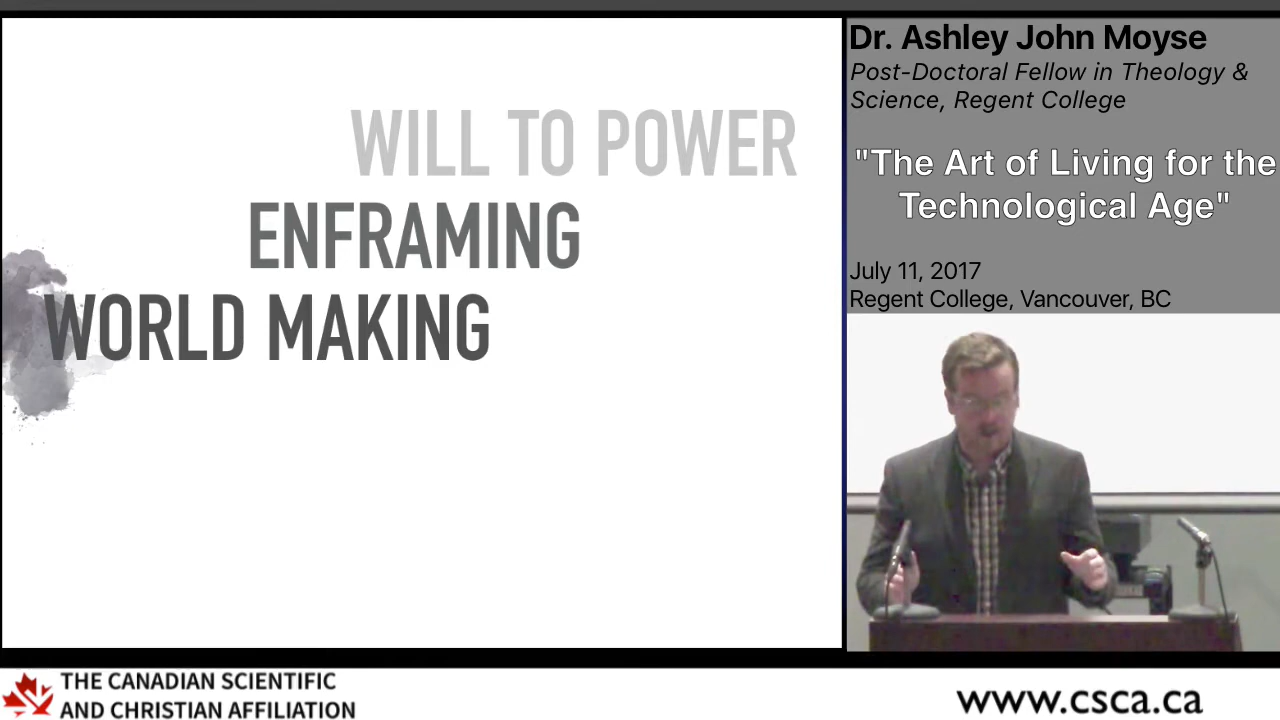 WILL TO POWER
ENFRAMING
WORLD MAKING
Dr. Ashley John Moyse
Post-Doctoral Fellow in Theology &
Science, Regent College
"The Art of Living for the
Technological Age"
July 11, 2017
Regent College, Vancouver, BC
THE CANADIAN SCIENTIFIC
AND CHRISTIAN AFFILIATION
www.csca.ca